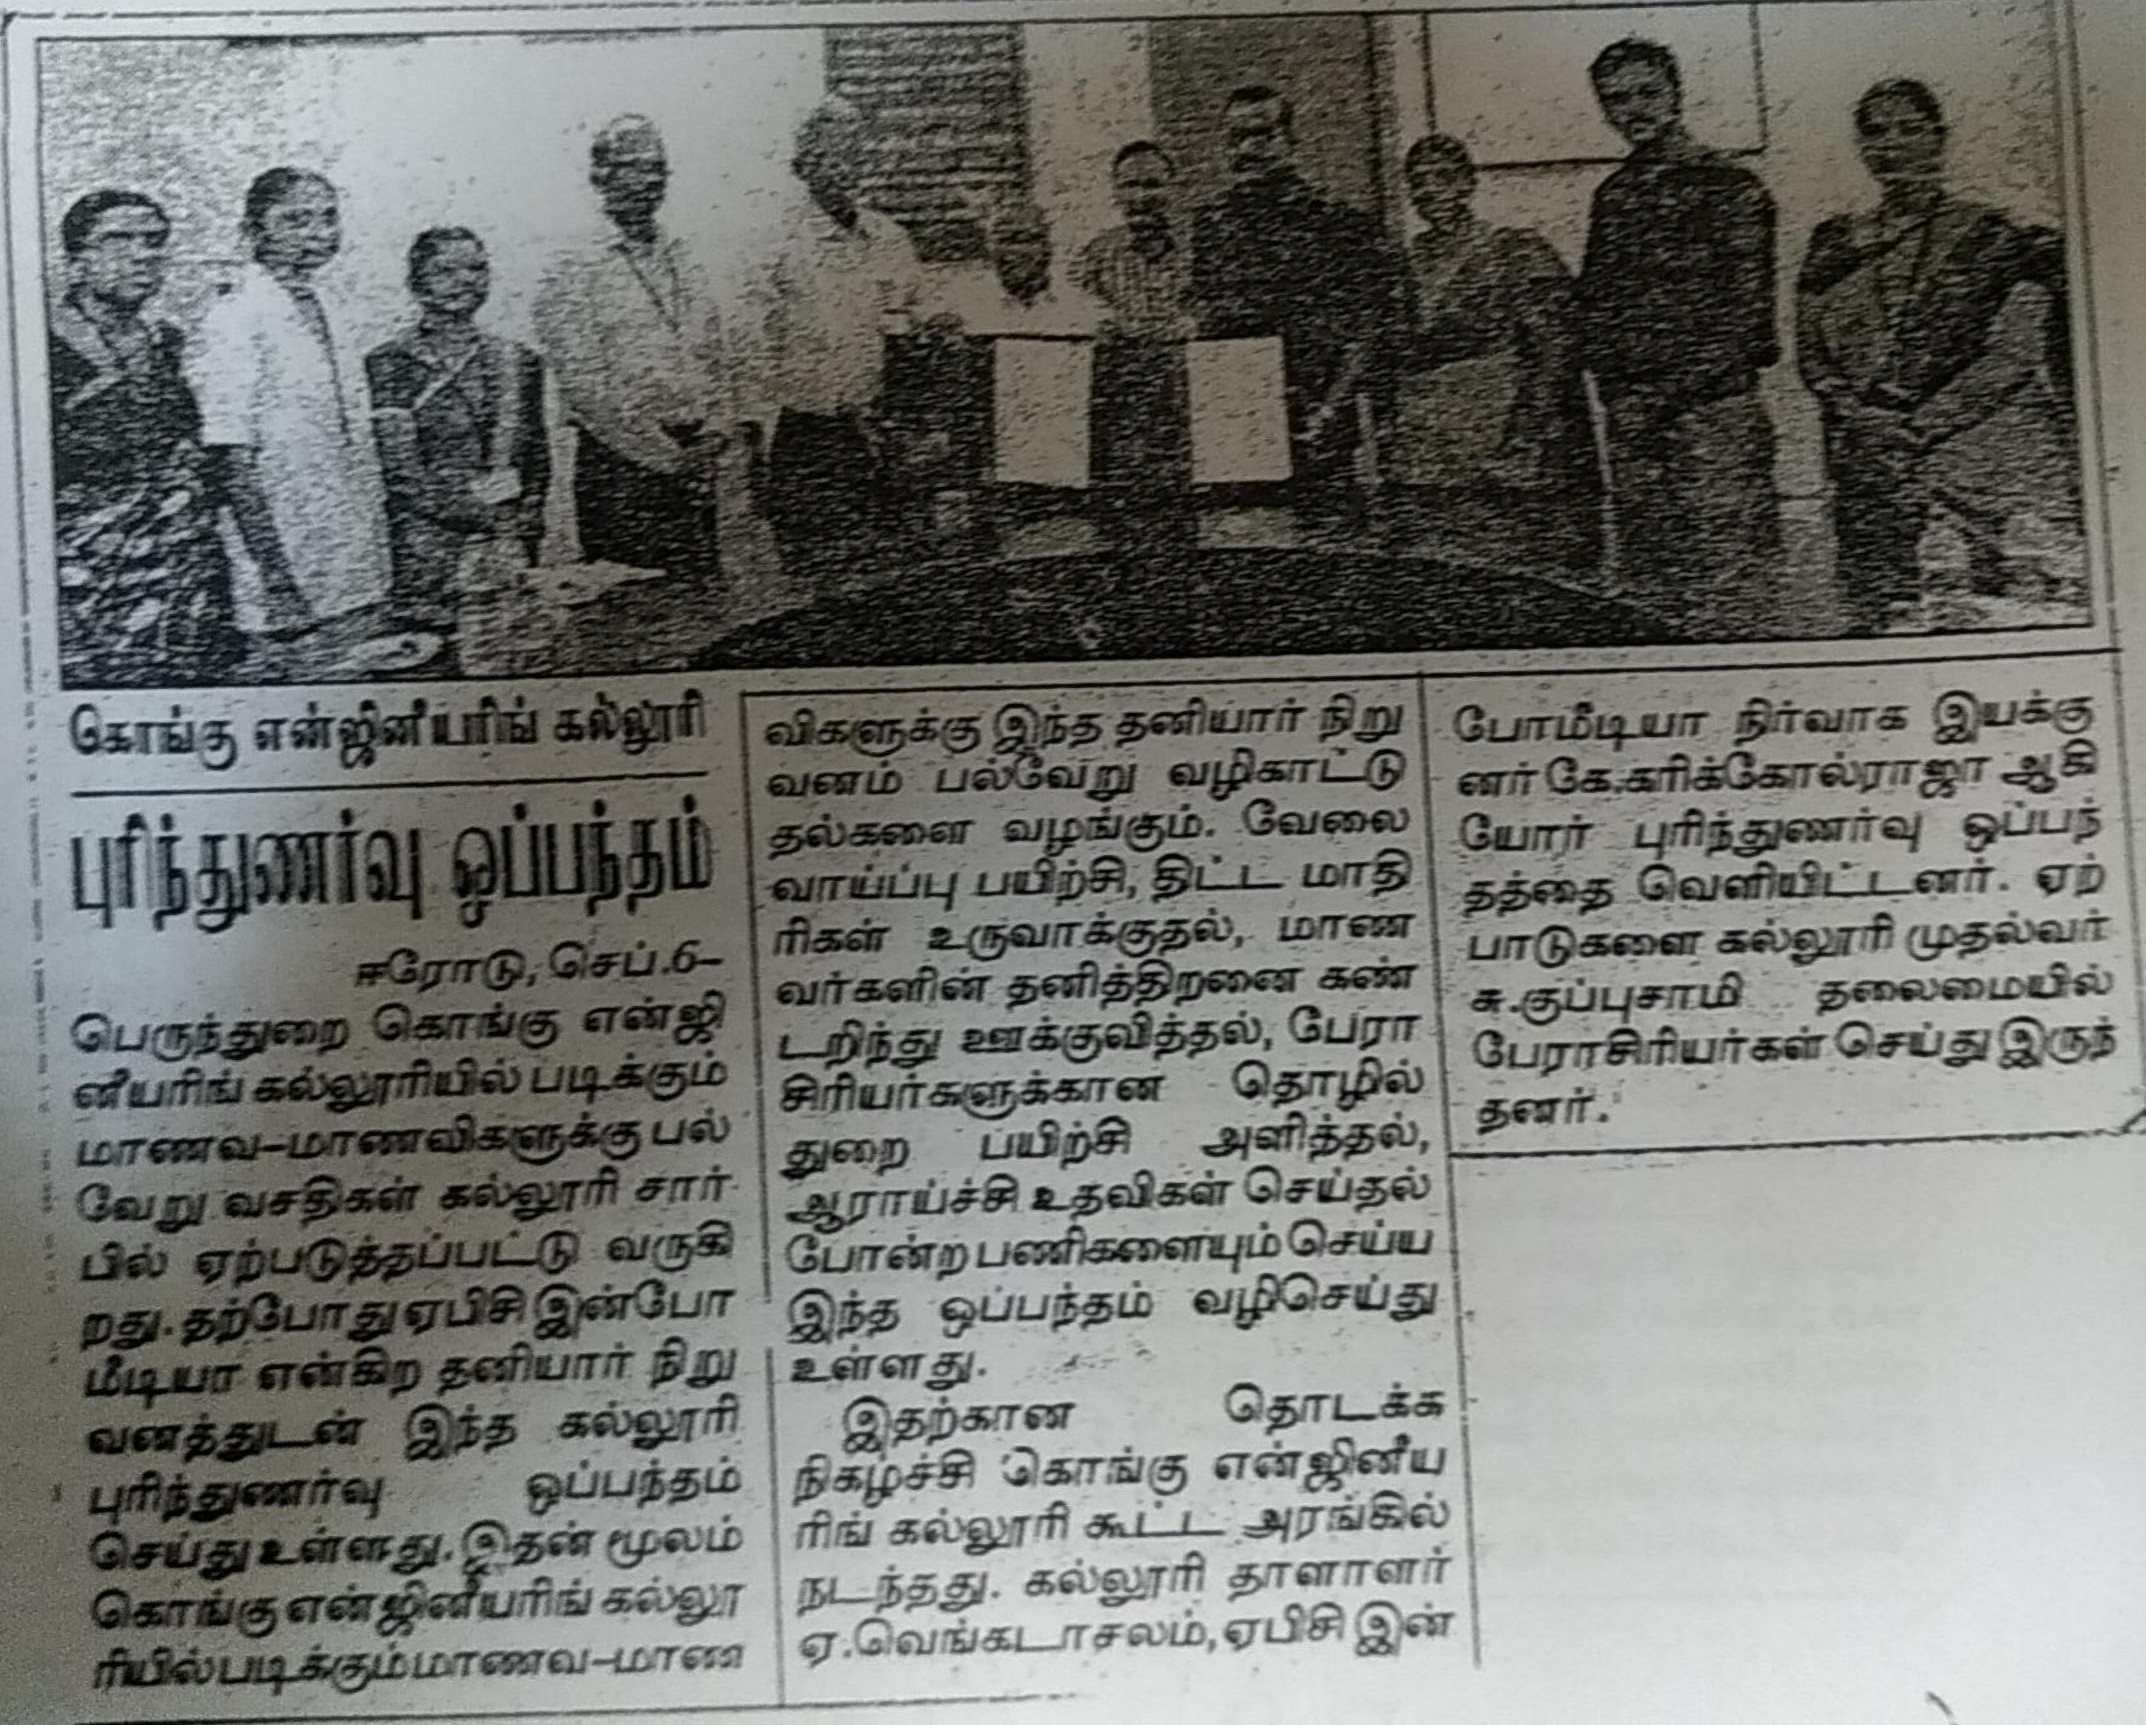 கொங்கு என்ஜினீயரிங் கல்லூரி
புரிந்துணர்வு ஒப்பந்தம்
ஈரோடு, செப்.6–
பெருந்துறை கொங்கு என்ஜி
னீயரிங் கல்லூரியில் படிக்கும்
மாணவ–மாணவிகளுக்கு பல்
வேறு வசதிகள் கல்லூரி சார்
பில் ஏற்படுத்தப்பட்டு வருகி
றது. தற்போது ஏபிசி இன்போ
மீடியா என்கிற தனியார் நிறு
வனத்துடன் இந்த கல்லூரி
புரிந்துணர்வு ஒப்பந்தம்
செய்து உள்ளது. இதன் மூலம்
கொங்கு என்ஜினீயரிங் கல்லூ
ரியில் படிக்கும் மாணவ–மாண
விகளுக்கு இந்த தனியார் நிறு
வனம் பல்வேறு வழிகாட்டு
தல்களை வழங்கும். வேலை
வாய்ப்பு பயிற்சி, திட்ட மாதி
ரிகள் உருவாக்குதல், மாண
வர்களின் தனித்திறனை கண்
டறிந்து ஊக்குவித்தல், பேரா
சிரியர்களுக்கான தொழில்
துறை பயிற்சி அளித்தல்,
ஆராய்ச்சி உதவிகள் செய்தல்
போன்ற பணிகளையும் செய்ய
இந்த ஒப்பந்தம் வழிசெய்து
உள்ளது.
இதற்கான தொடக்க
நிகழ்ச்சி கொங்கு என்ஜினீய
ரிங் கல்லூரி கூட்ட அரங்கில்
நடந்தது. கல்லூரி தாளாளர்
ஏ.வெங்கடாசலம், ஏபிசி இன்
போமீடியா நிர்வாக இயக்கு
னர் கே.கரிக்கோல்ராஜா ஆகி
யோர் புரிந்துணர்வு ஒப்பந்
தத்தை வெளியிட்டனர். ஏற்
பாடுகளை கல்லூரி முதல்வர்
சு.குப்புசாமி தலைமையில்
பேராசிரியர்கள் செய்து இருந்
தனர்.